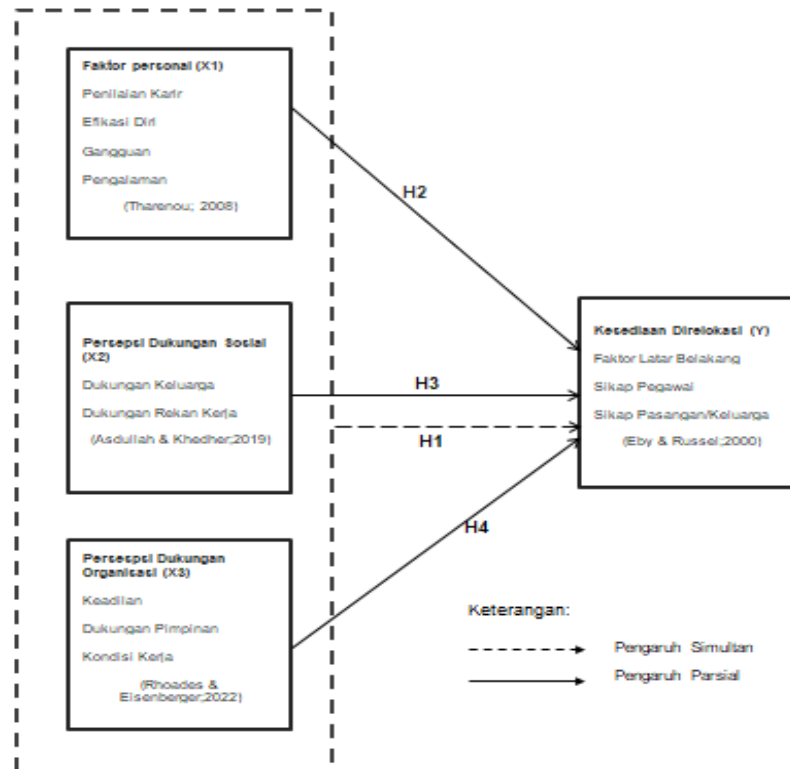 Faktor personal (X1)
Penilaian Karir
Efikasi Diri
Gangguan
Pengalaman
(Tharenou; 2008)
H2
Persepsi Dukungan Sosial
(X2)
Dukungan Keluarga
Dukungan Rekan Kerja
(Asdullah & Khedher;2019)
H3
H1
Kesediaan Direlokasi (Y)
Faktor Latar Belakang
Sikap Pegawai
Sikap Pasangan/Keluarga
(Eby & Russel;2000)
H4
Persespsi Dukungan
Organisasi (X3)
Keadilan
Dukungan Pimpinan
Kondisi Kerja
(Rhoades &
Eisenberger;2022)
Keterangan:
Pengaruh Simultan
Pengaruh Parsial